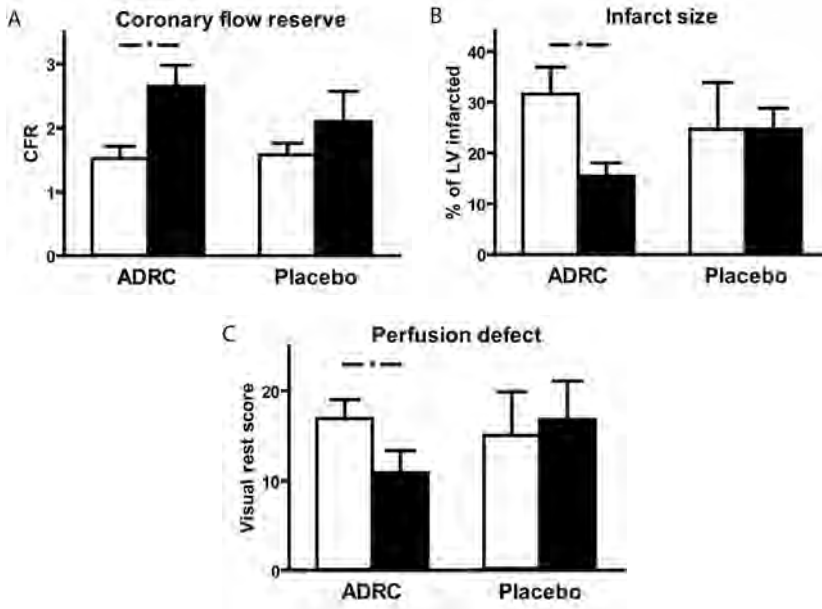 A
Coronary flow reserve
*
3
2
1
0
CFR
ADRC
Placebo
B
Infarct size
*
40
30
20
10
0
% of LV infarcted
ADRC
Placebo
C
Perfusion defect
*
20
10
0
Visual rest score
ADRC
Placebo